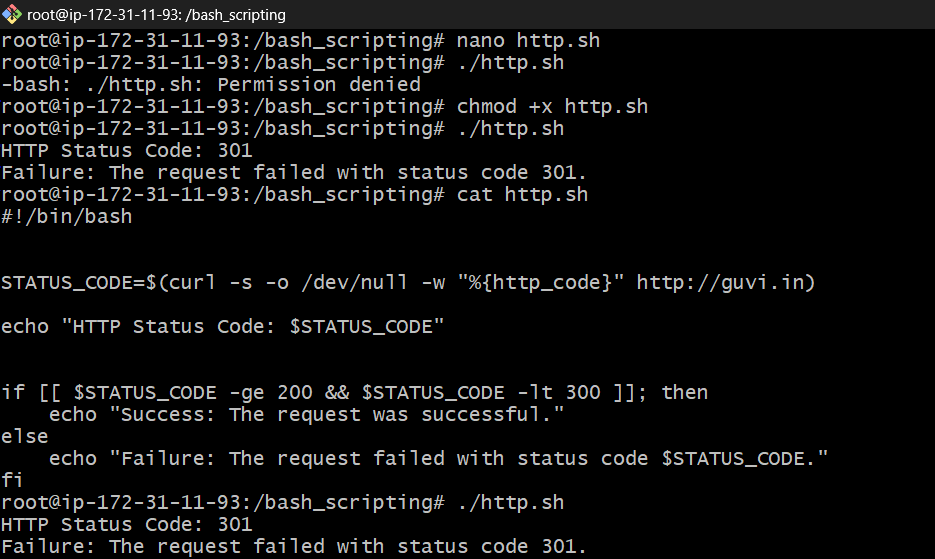 root@ip-172-31-11-93: /bash_scripting
root@ip-172-31-11-93:/bash_scripting# nano http.sh
root@ip-172-31-11-93:/bash_scripting# ./http.sh
-bash: ./http.sh: Permission denied
root@ip-172-31-11-93:/bash_scripting# chmod +x http.sh
root@ip-172-31-11-93:/bash_scripting# ./http.sh
HTTP Status Code: 301
Failure: The request failed with status code 301.
root@ip-172-31-11-93:/bash_scripting# cat http.sh
#!/bin/bash
STATUS_CODE=$(curl -s -o /dev/null -w "%{http_code}" http://guvi.in)
echo "HTTP Status Code: $STATUS_CODE"
if [[ $STATUS_CODE -ge 200 && $STATUS_CODE -lt 300 ]]; then
    echo "Success: The request was successful."
else
    echo "Failure: The request failed with status code $STATUS_CODE."
fi
root@ip-172-31-11-93:/bash_scripting# ./http.sh
HTTP Status Code: 301
Failure: The request failed with status code 301.